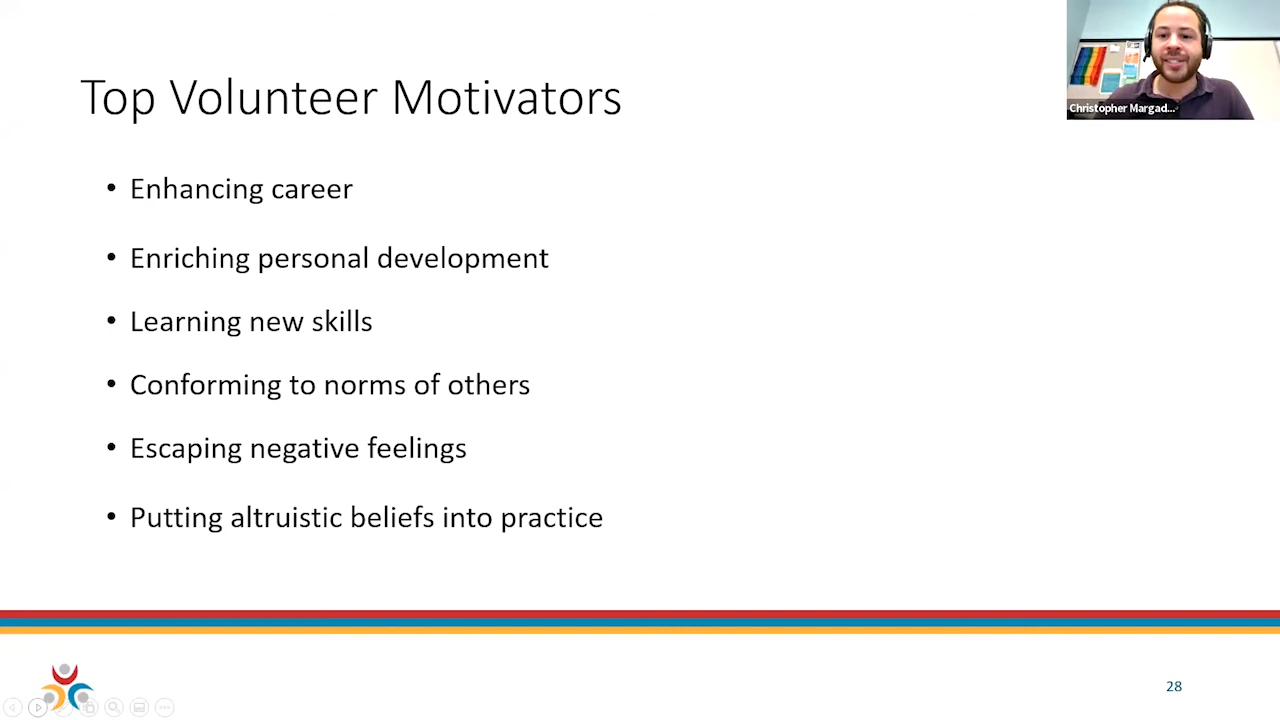 Top Volunteer Motivators
Christopher Margad...
• Enhancing career
• Enriching personal development
• Learning new skills
• Conforming to norms of others
• Escaping negative feelings
• Putting altruistic beliefs into practice
28